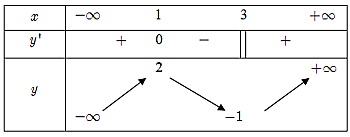 x −∞ 1 3 +∞
y' + 0 − || +
2 +∞
y
−∞ −1